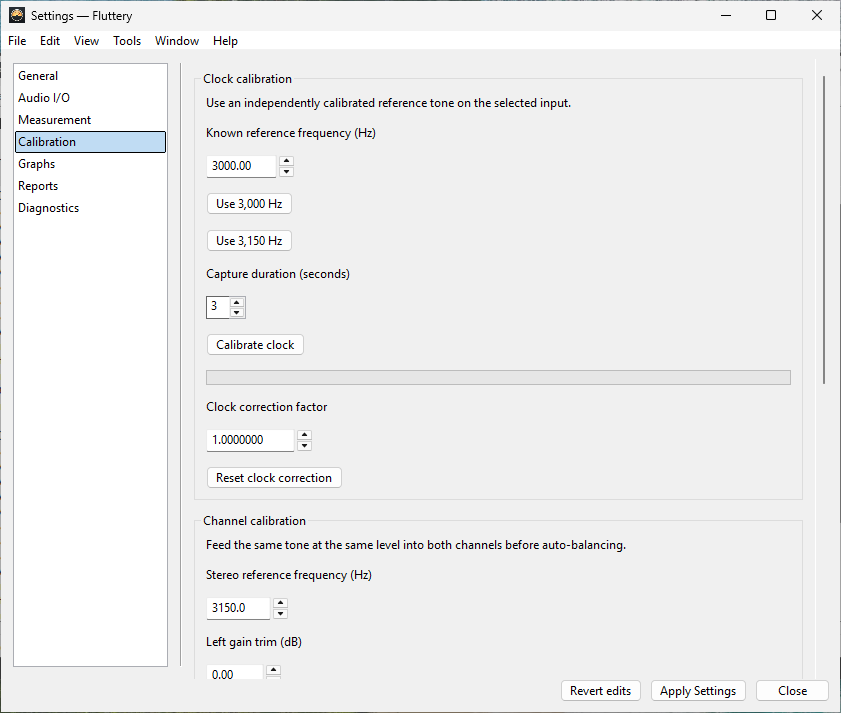 Settings — Fluttery
File Edit View Tools Window Help
General
Audio I/O
Measurement
Calibration
Graphs
Reports
Diagnostics
Clock calibration
Use an independently calibrated reference tone on the selected input.
Known reference frequency (Hz)
3000.00
Use 3,000 Hz
Use 3,150 Hz
Capture duration (seconds)
3
Calibrate clock
Clock correction factor
1.0000000
Reset clock correction
Channel calibration
Feed the same tone at the same level into both channels before auto-balancing.
Stereo reference frequency (Hz)
3150.0
Left gain trim (dB)
0.00
Revert edits Apply Settings Close